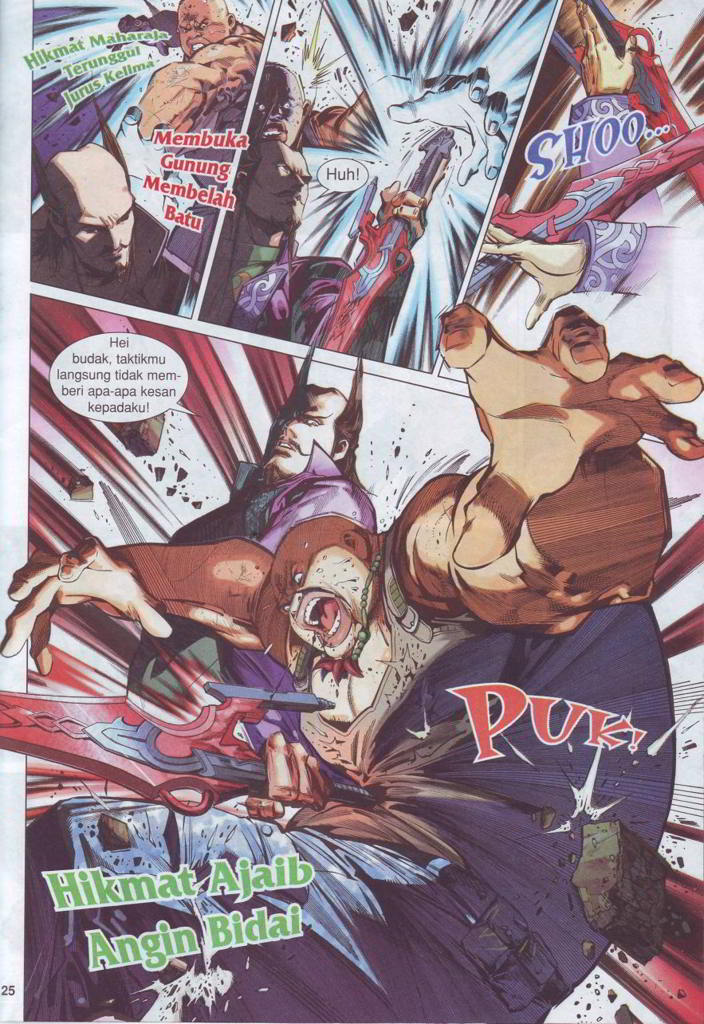 Hikmat Maharaja
Terunggul
Jurus Kelima
Membuka
Gunung
Membelah
Batu
Huh!
SHOO...
Hei
budak, taktikmu
langsung tidak mem-
beri apa-apa kesan
kepadaku!
PUK!
Hikmat Ajaib
Angin Bidai
25